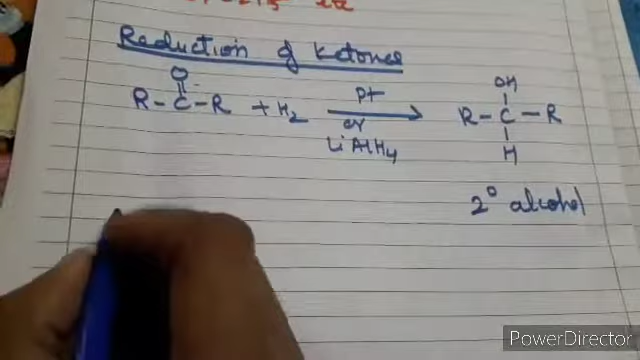 Reduction of Ketones
O
R-C-R +H2 Pt R-C-R
or
LiAlH4
OH
H
2° alcohol
PowerDirector